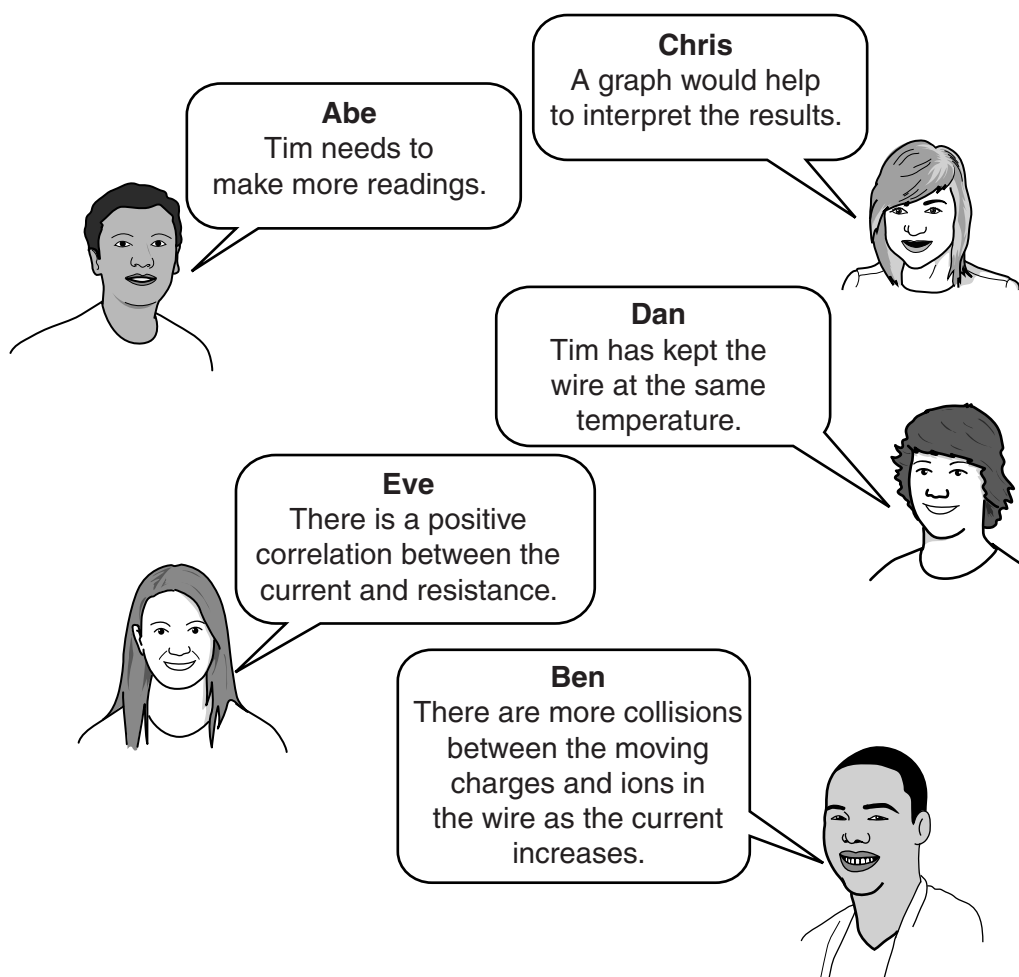 Chris
A graph would help
to interpret the results.
Abe
Tim needs to
make more readings.
Dan
Tim has kept the
wire at the same
temperature.
Eve
There is a positive
correlation between the
current and resistance.
Ben
There are more collisions
between the moving
charges and ions in
the wire as the current
increases.